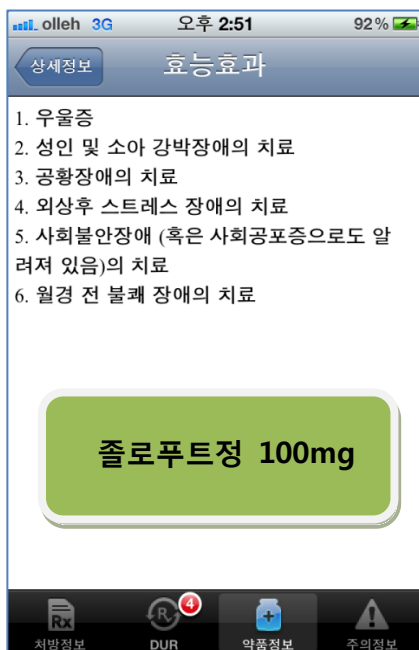 olleh 3G 오후 2:51 92%
상세정보 효능효과
1. 우울증
2. 성인 및 소아 강박장애의 치료
3. 공황장애의 치료
4. 외상후 스트레스 장애의 치료
5. 사회불안장애 (혹은 사회공포증으로도 알
려져 있음)의 치료
6. 월경 전 불쾌 장애의 치료
졸로푸트정 100mg
Rx R 4
처방정보 DUR 약품정보 주의정보